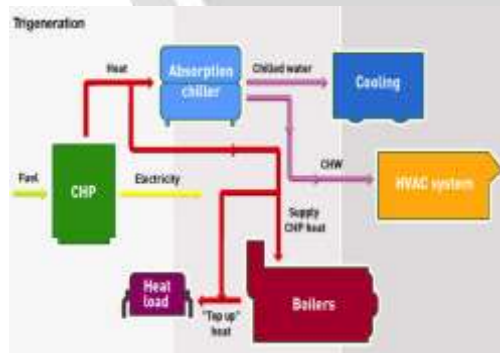 Trigeneration
Heat
Absorption
chiller
Chilled water
Cooling
Fuel
CHP
Electricity
CHW
HVAC system
Supply
CHP heat
Heat
load
"Top up"
heat
Boilers